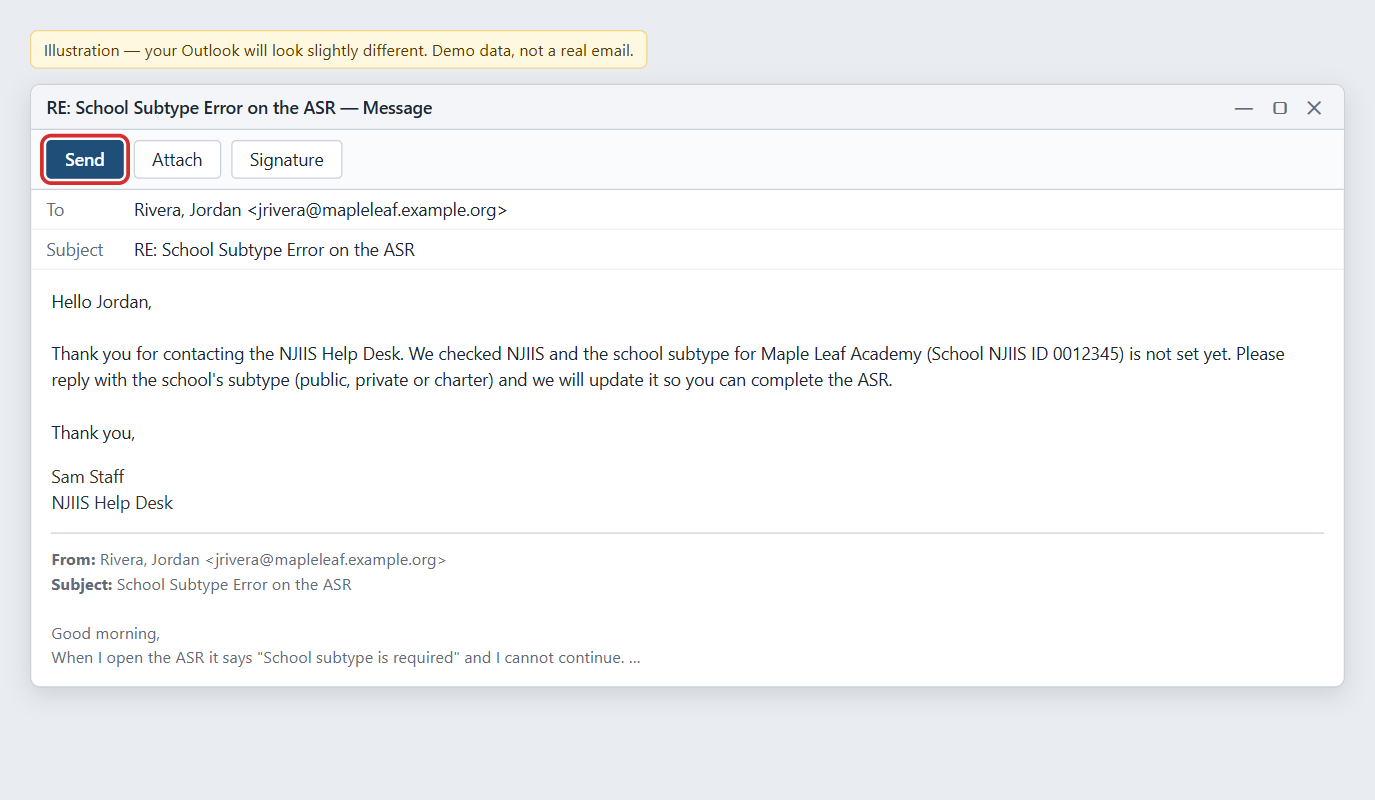 Illustration — your Outlook will look slightly different. Demo data, not a real email.
RE: School Subtype Error on the ASR — Message
Send Attach Signature
To Rivera, Jordan <jrivera@mapleleaf.example.org>
Subject RE: School Subtype Error on the ASR
Hello Jordan,
Thank you for contacting the NJIIS Help Desk. We checked NJIIS and the school subtype for Maple Leaf Academy (School NJIIS ID 0012345) is not set yet. Please
reply with the school's subtype (public, private or charter) and we will update it so you can complete the ASR.
Thank you,
Sam Staff
NJIIS Help Desk
From: Rivera, Jordan <jrivera@mapleleaf.example.org>
Subject: School Subtype Error on the ASR
Good morning,
When I open the ASR it says "School subtype is required" and I cannot continue. ...